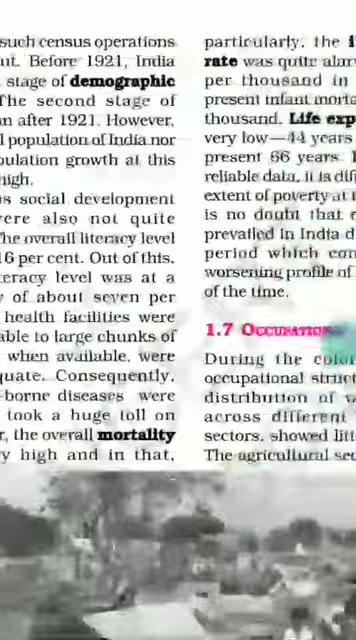 such census operations
ut. Before 1921, India
stage of demographic
The second stage of
n after 1921. However,
l population of India nor
pulation growth at this
high.
s social development
were also not quite
The overall literacy level
16 per cent. Out of this,
teracy level was at a
y of about seven per
health facilities were
able to large chunks of
when available, were
quate. Consequently,
-borne diseases were
took a huge toll on
r, the overall mortality
y high and in that,
particularly, the i
rate was quite alar
per thousand in
present infant morta
thousand. Life exp
very low—44 years
present 66 years.
reliable data, it is dif
extent of poverty at t
is no doubt that
prevailed in India d
period which con
worsening profile of
of the time.
1.7 OCCUPATION
During the colon
occupational struct
distribution of w
across different
sectors, showed litt
The agricultural sec